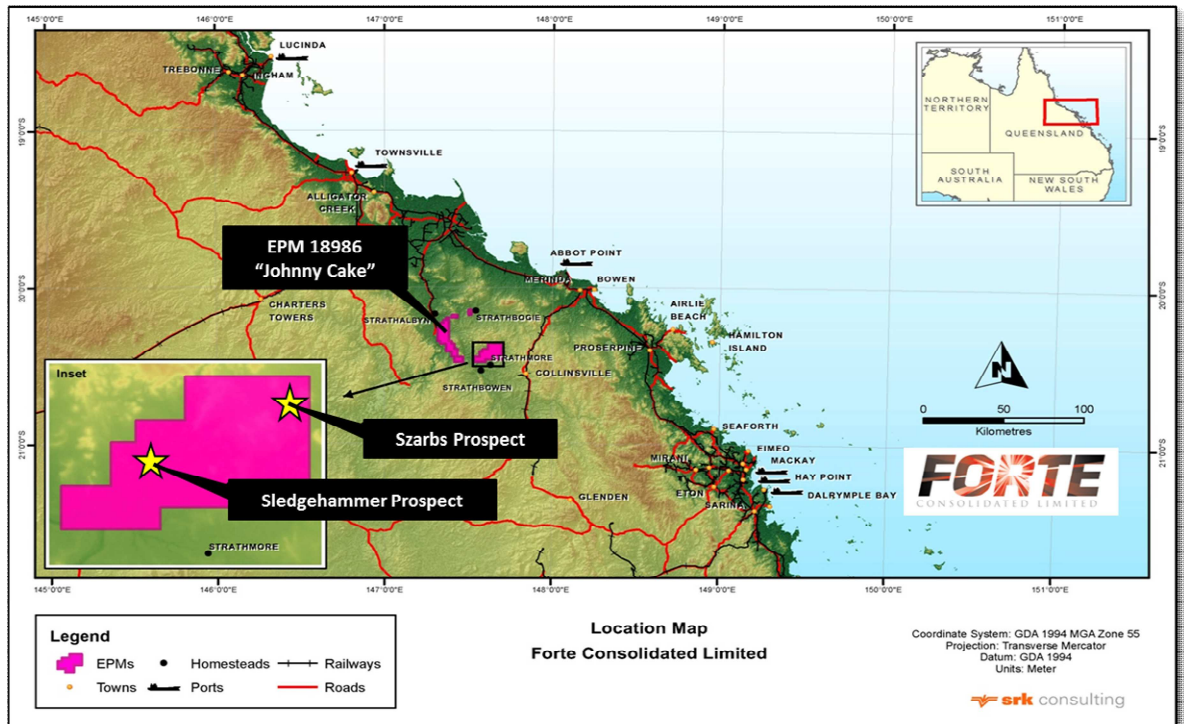 145°0'0"E
146°0'0"E
147°0'0"E
148°0'0"E
149°0'0"E
150°0'0"E
151°0'0"E
LUCINDA
TREBONNE
INGHAM
19°0'0"S
19°0'0"S
NORTHERN
TERRITORY
QUEENSLAND
SOUTH
AUSTRALIA
NEW SOUTH
WALES
TOWNSVILLE
ALLIGATOR
CREEK
EPM 18986
“Johnny Cake”
ABBOT POINT
MERINDA
BOWEN
20°0'0"S
20°0'0"S
CHARTERS
TOWERS
STRATHALBYN
STRATHBOGIE
AIRLIE
BEACH
HAMILTON
ISLAND
PROSERPINE
STRATHMORE
COLLINSVILLE
STRATHBOWEN
Inset
Szarbs Prospect
Sledgehammer Prospect
STRATHMORE
N
0 50 100
Kilometres
21°0'0"S
21°0'0"S
SEAFORTH
EIMEO
MIRANI
MACKAY
HAY POINT
ETON
DALRYMPLE BAY
GLENDEN
SARINA
FORTE
CONSOLIDATED LIMITED
145°0'0"E
146°0'0"E
147°0'0"E
148°0'0"E
149°0'0"E
150°0'0"E
151°0'0"E
Legend
EPMs
Homesteads
Railways
Towns
Ports
Roads
Location Map
Forte Consolidated Limited
Coordinate System: GDA 1994 MGA Zone 55
Projection: Transverse Mercator
Datum: GDA 1994
Units: Meter
srk consulting